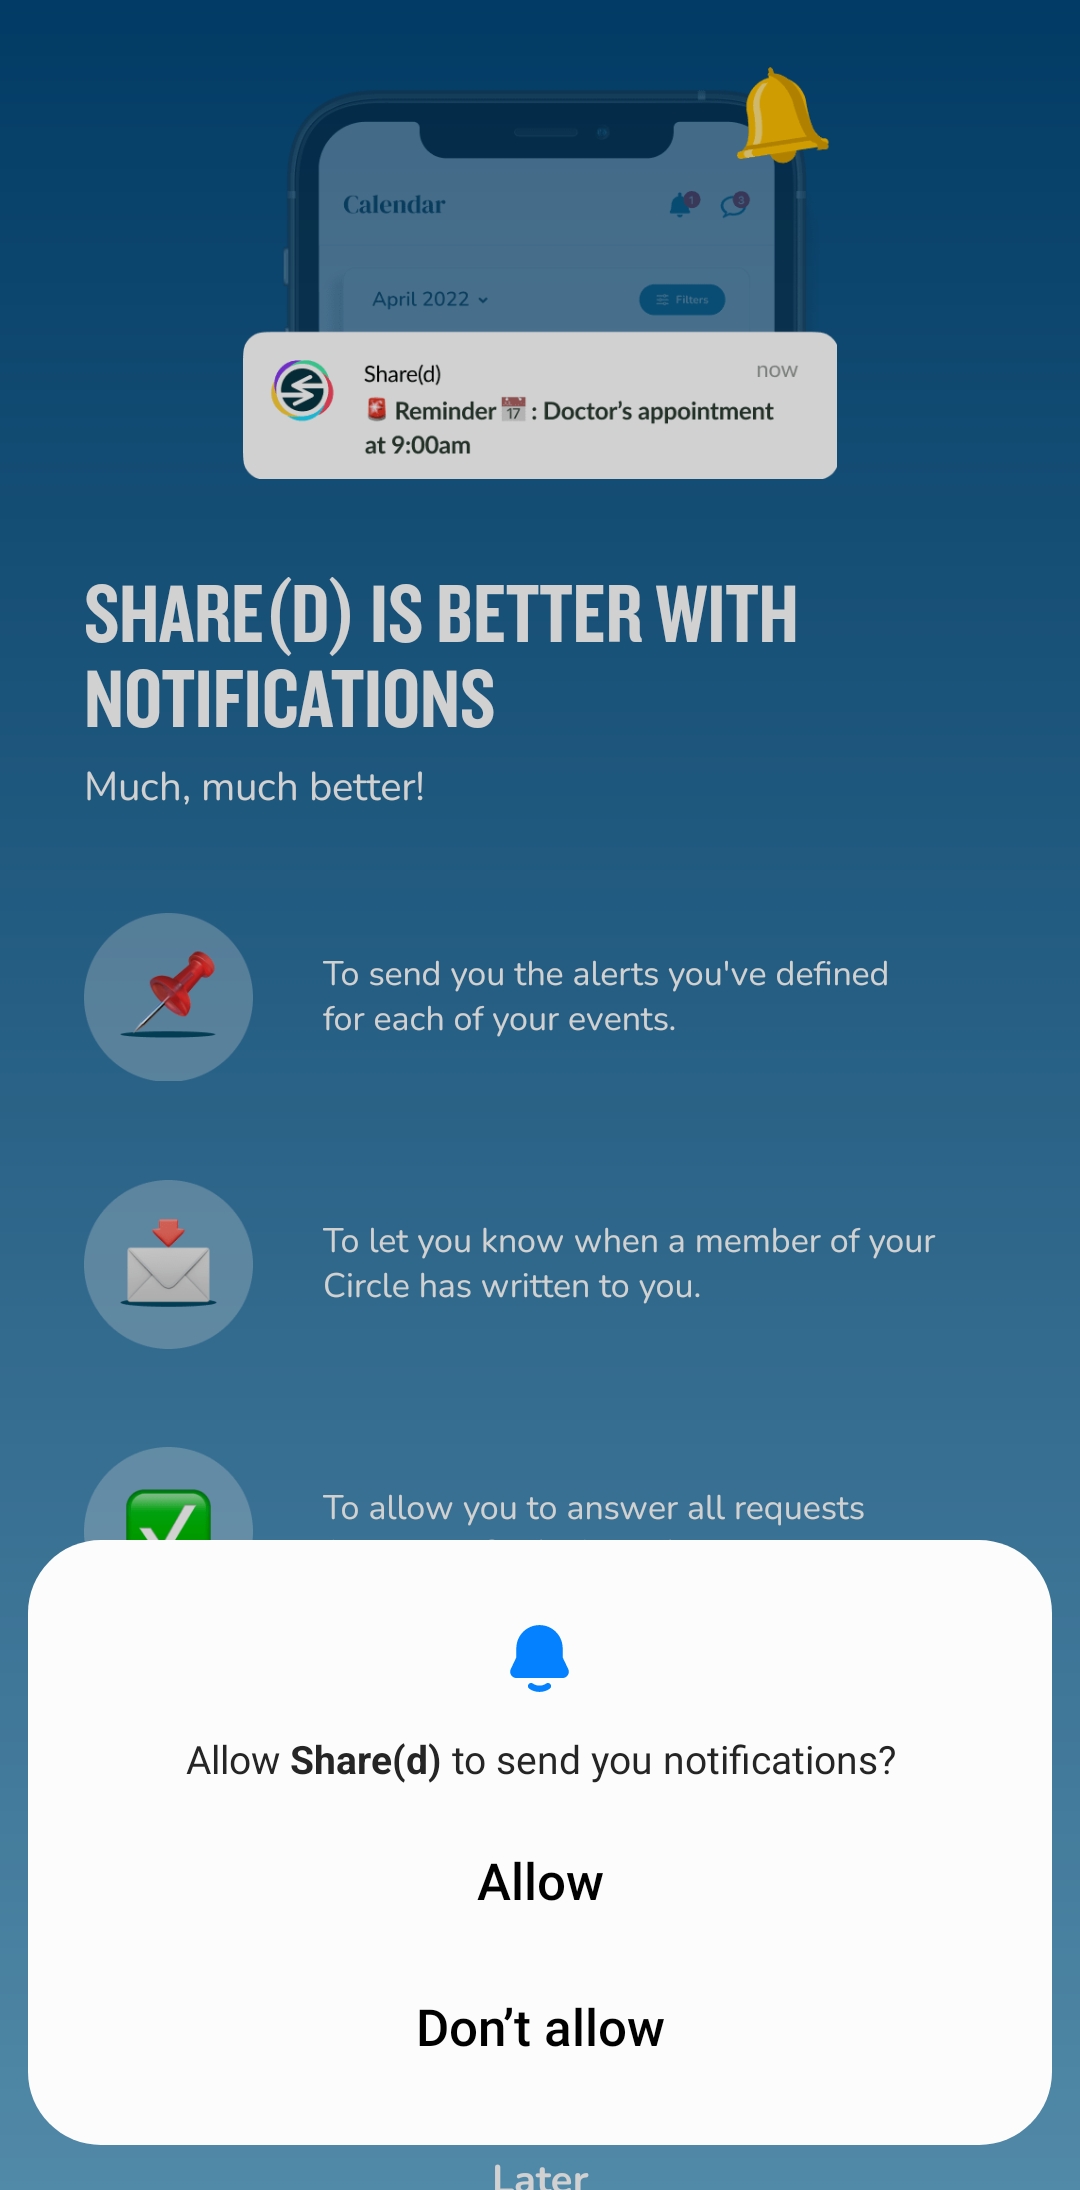 Calendar
1
3
April 2022
Filters
Share(d)
now
Reminder 17 : Doctor's appointment
at 9:00am
SHARE(D) IS BETTER WITH
NOTIFICATIONS
Much, much better!
To send you the alerts you've defined
for each of your events.
To let you know when a member of your
Circle has written to you.
To allow you to answer all requests
Allow Share(d) to send you notifications?
Allow
Don’t allow
Later